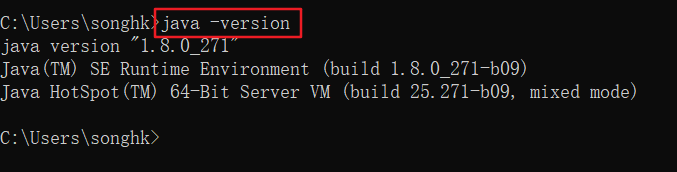 C:\Users\songhk>java -version
java version "1.8.0_271"
Java(TM) SE Runtime Environment (build 1.8.0_271-b09)
Java HotSpot(TM) 64-Bit Server VM (build 25.271-b09, mixed mode)
C:\Users\songhk>